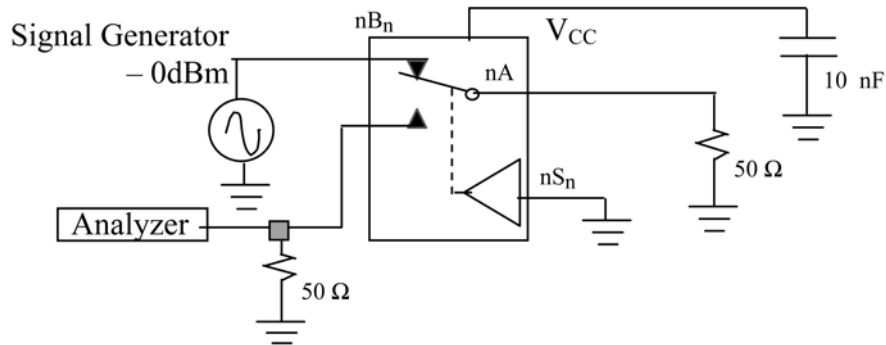 Signal Generator
– 0dBm
nBn
VCC
nA
10 nF
50 Ω
nSn
Analyzer
50 Ω